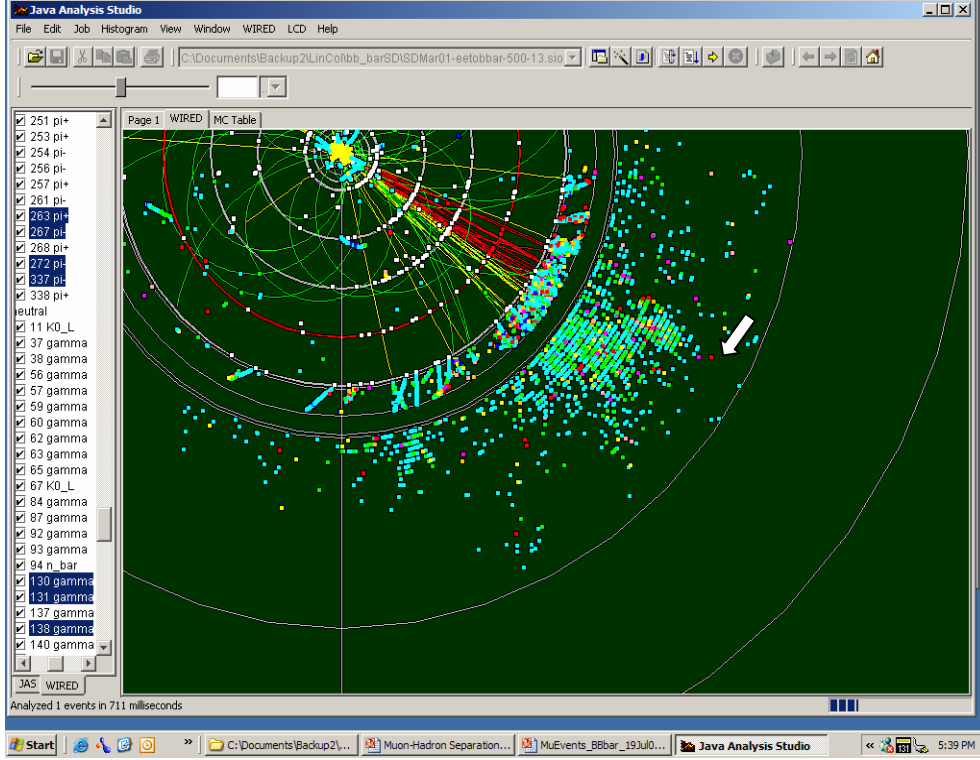 Java Analysis Studio
File Edit Job Histogram View Window WIRED LCD Help
C:\Documents\Backup2\LinCol\bb_barSD\SDMar01-eetobbar-500-13.sio
Page 1 WIRED MC Table
251 pi+
253 pi+
254 pi-
256 pi-
257 pi+
261 pi-
263 pi+
267 pi-
268 pi+
272 pi-
337 pi-
338 pi+
eutral
11 K0_L
37 gamma
38 gamma
56 gamma
57 gamma
59 gamma
60 gamma
62 gamma
63 gamma
65 gamma
67 K0_L
84 gamma
87 gamma
92 gamma
93 gamma
94 n_bar
130 gamma
131 gamma
137 gamma
138 gamma
140 gamma
JAS WIRED
Analyzed 1 events in 711 milliseconds
Start » C:\Documents\Backup2\... Muon-Hadron Separation... MuEvents_BBbar_19Jul0... Java Analysis Studio « 131 5:39 PM